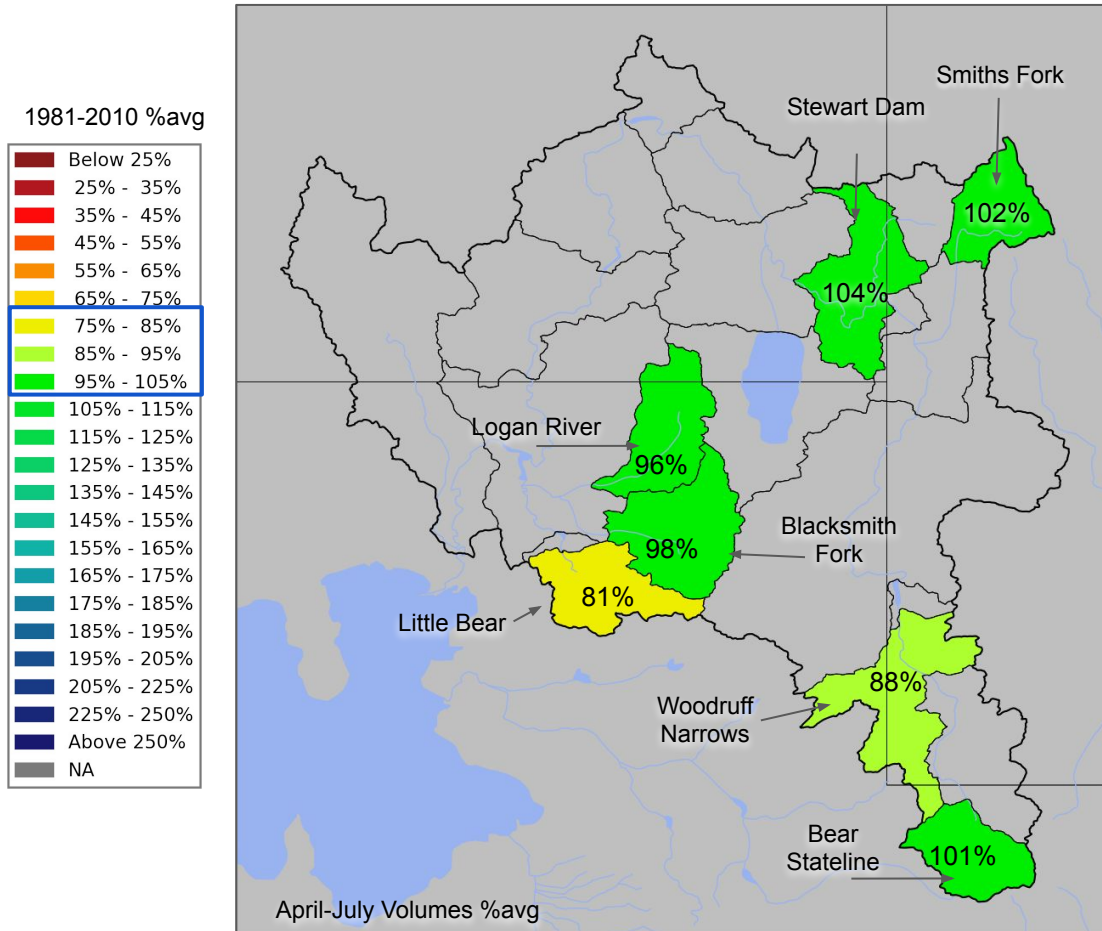 1981-2010 %avg
Below 25%
25% - 35%
35% - 45%
45% - 55%
55% - 65%
65% - 75%
75% - 85%
85% - 95%
95% - 105%
105% - 115%
115% - 125%
125% - 135%
135% - 145%
145% - 155%
155% - 165%
165% - 175%
175% - 185%
185% - 195%
195% - 205%
205% - 225%
225% - 250%
Above 250%
NA
Smiths Fork
Stewart Dam
102%
104%
Logan River
96%
Blacksmith
Fork
98%
81%
Little Bear
88%
Woodruff
Narrows
Bear
Stateline
101%
April-July Volumes %avg